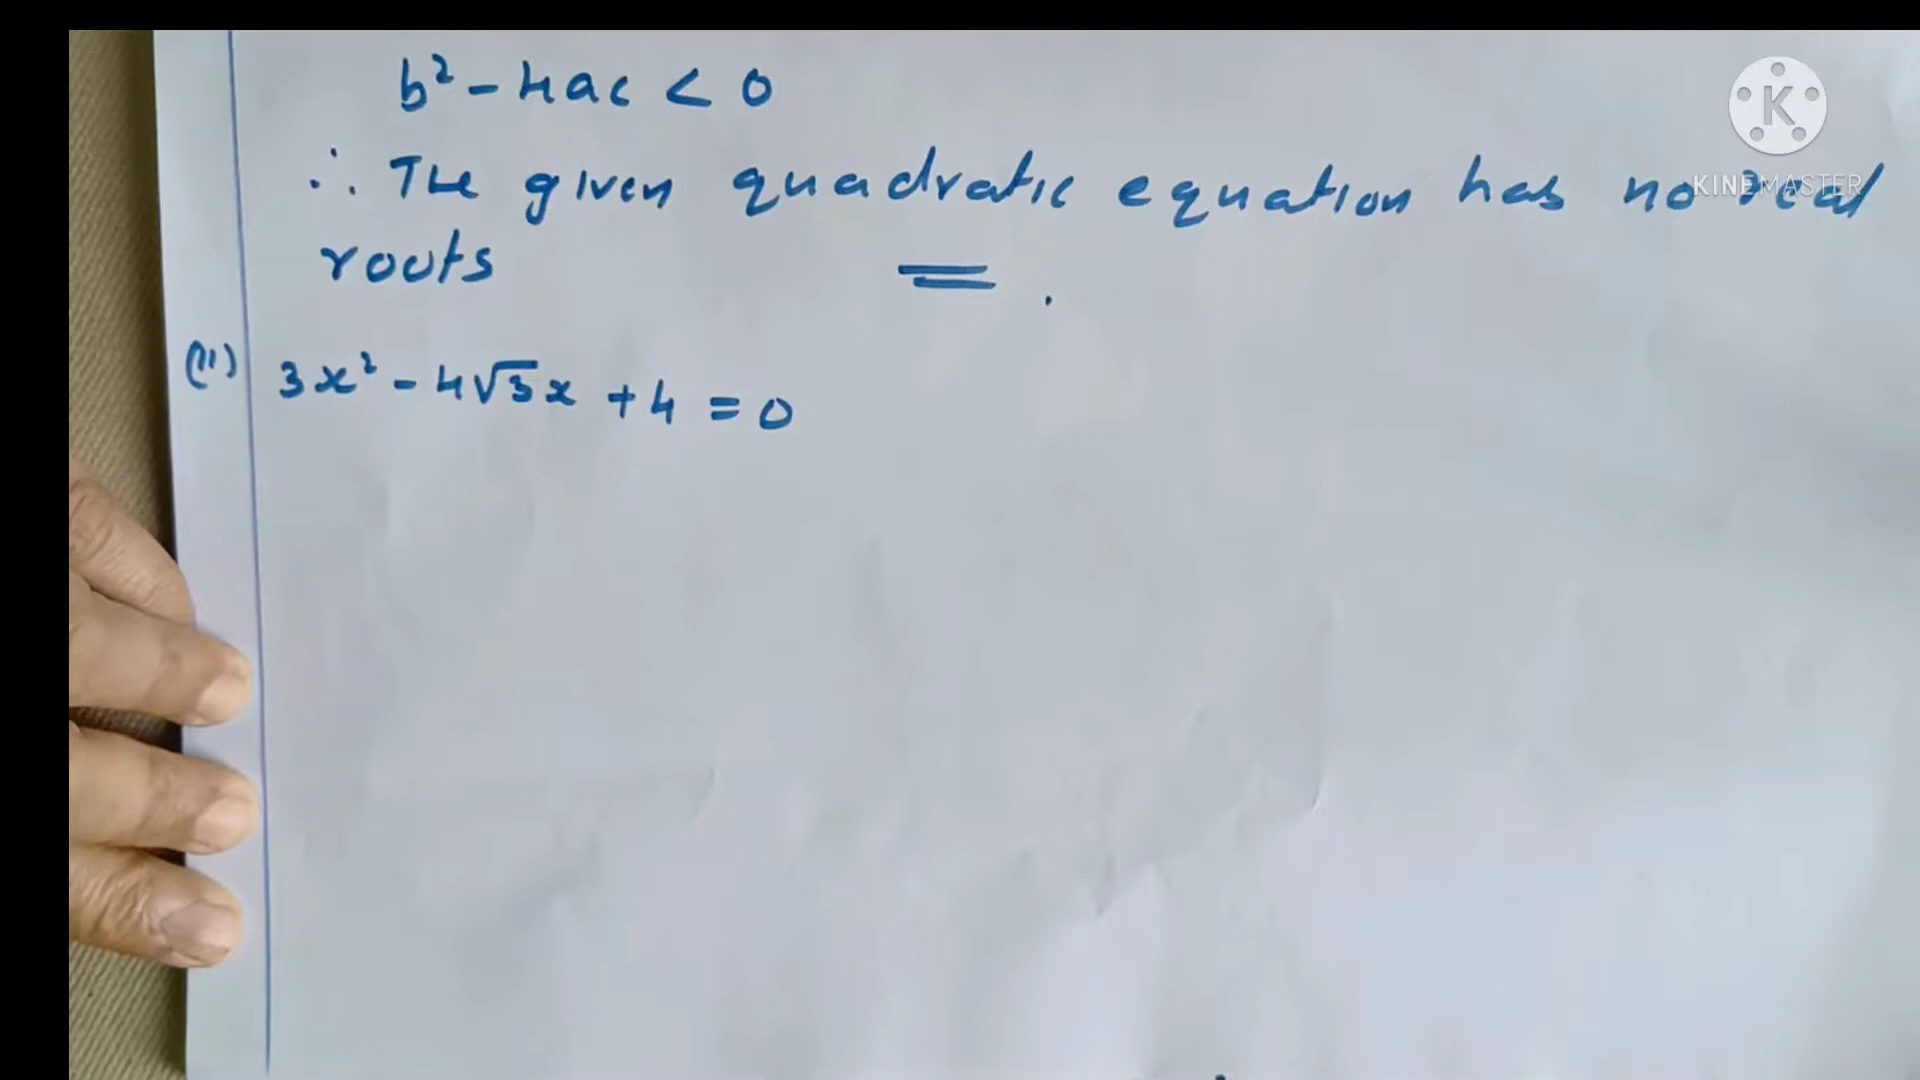 b² - 4ac < 0
∴ The given quadratic equation has no real
roots
(ii) 3x² - 4√3x + 4 = 0
K
KINEMASTER